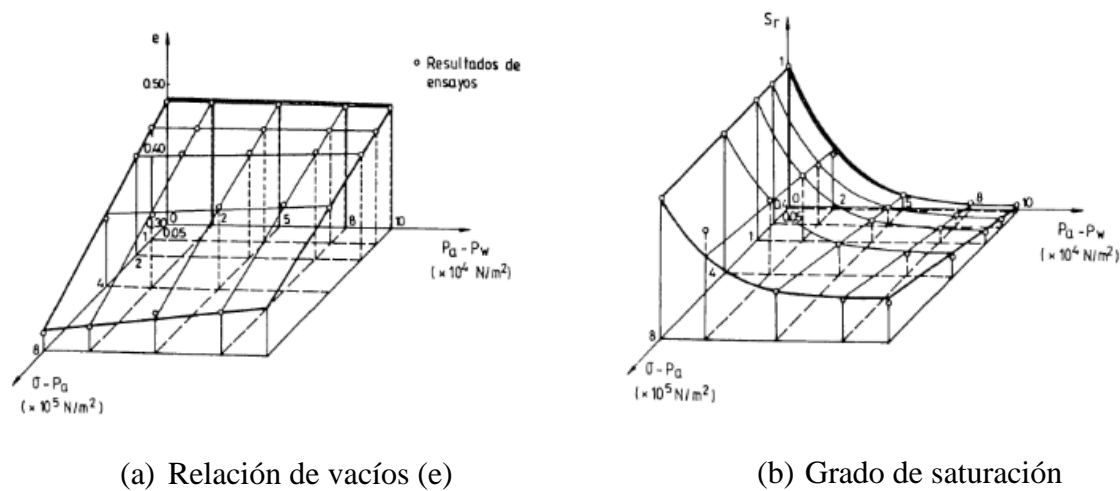 e
0.50
0.40
0.30
0
0.05
2
5
8
10
2
4
8
o Resultados de
ensayos
Pa - Pw
(× 10⁴ N/m²)
σ - Pa
(× 10⁵ N/m²)
(a) Relación de vacíos (e)
Sr
1
0
0.05
2
5
8
10
1
4
8
Pa - Pw
(× 10⁴ N/m²)
σ - Pa
(× 10⁵ N/m²)
(b) Grado de saturación